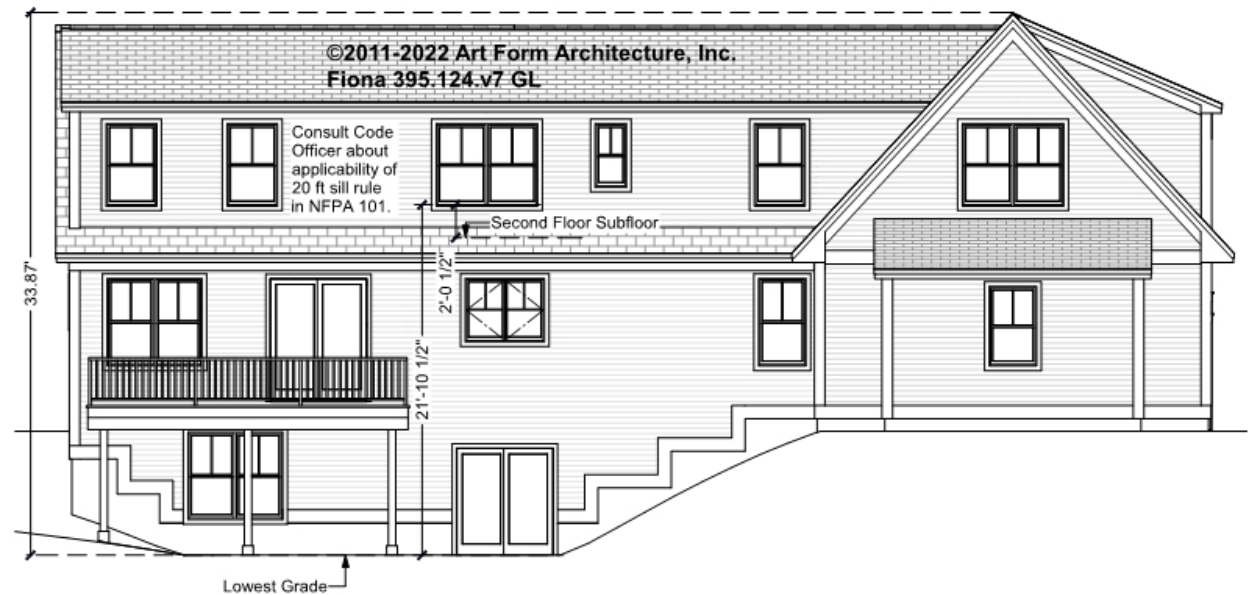 ©2011-2022 Art Form Architecture, Inc.
Fiona 395.124.v7 GL
Consult Code
Officer about
applicability of
20 ft sill rule
in NFPA 101.
Second Floor Subfloor
2'-0 1/2"
33.87'
21'-10 1/2"
Lowest Grade